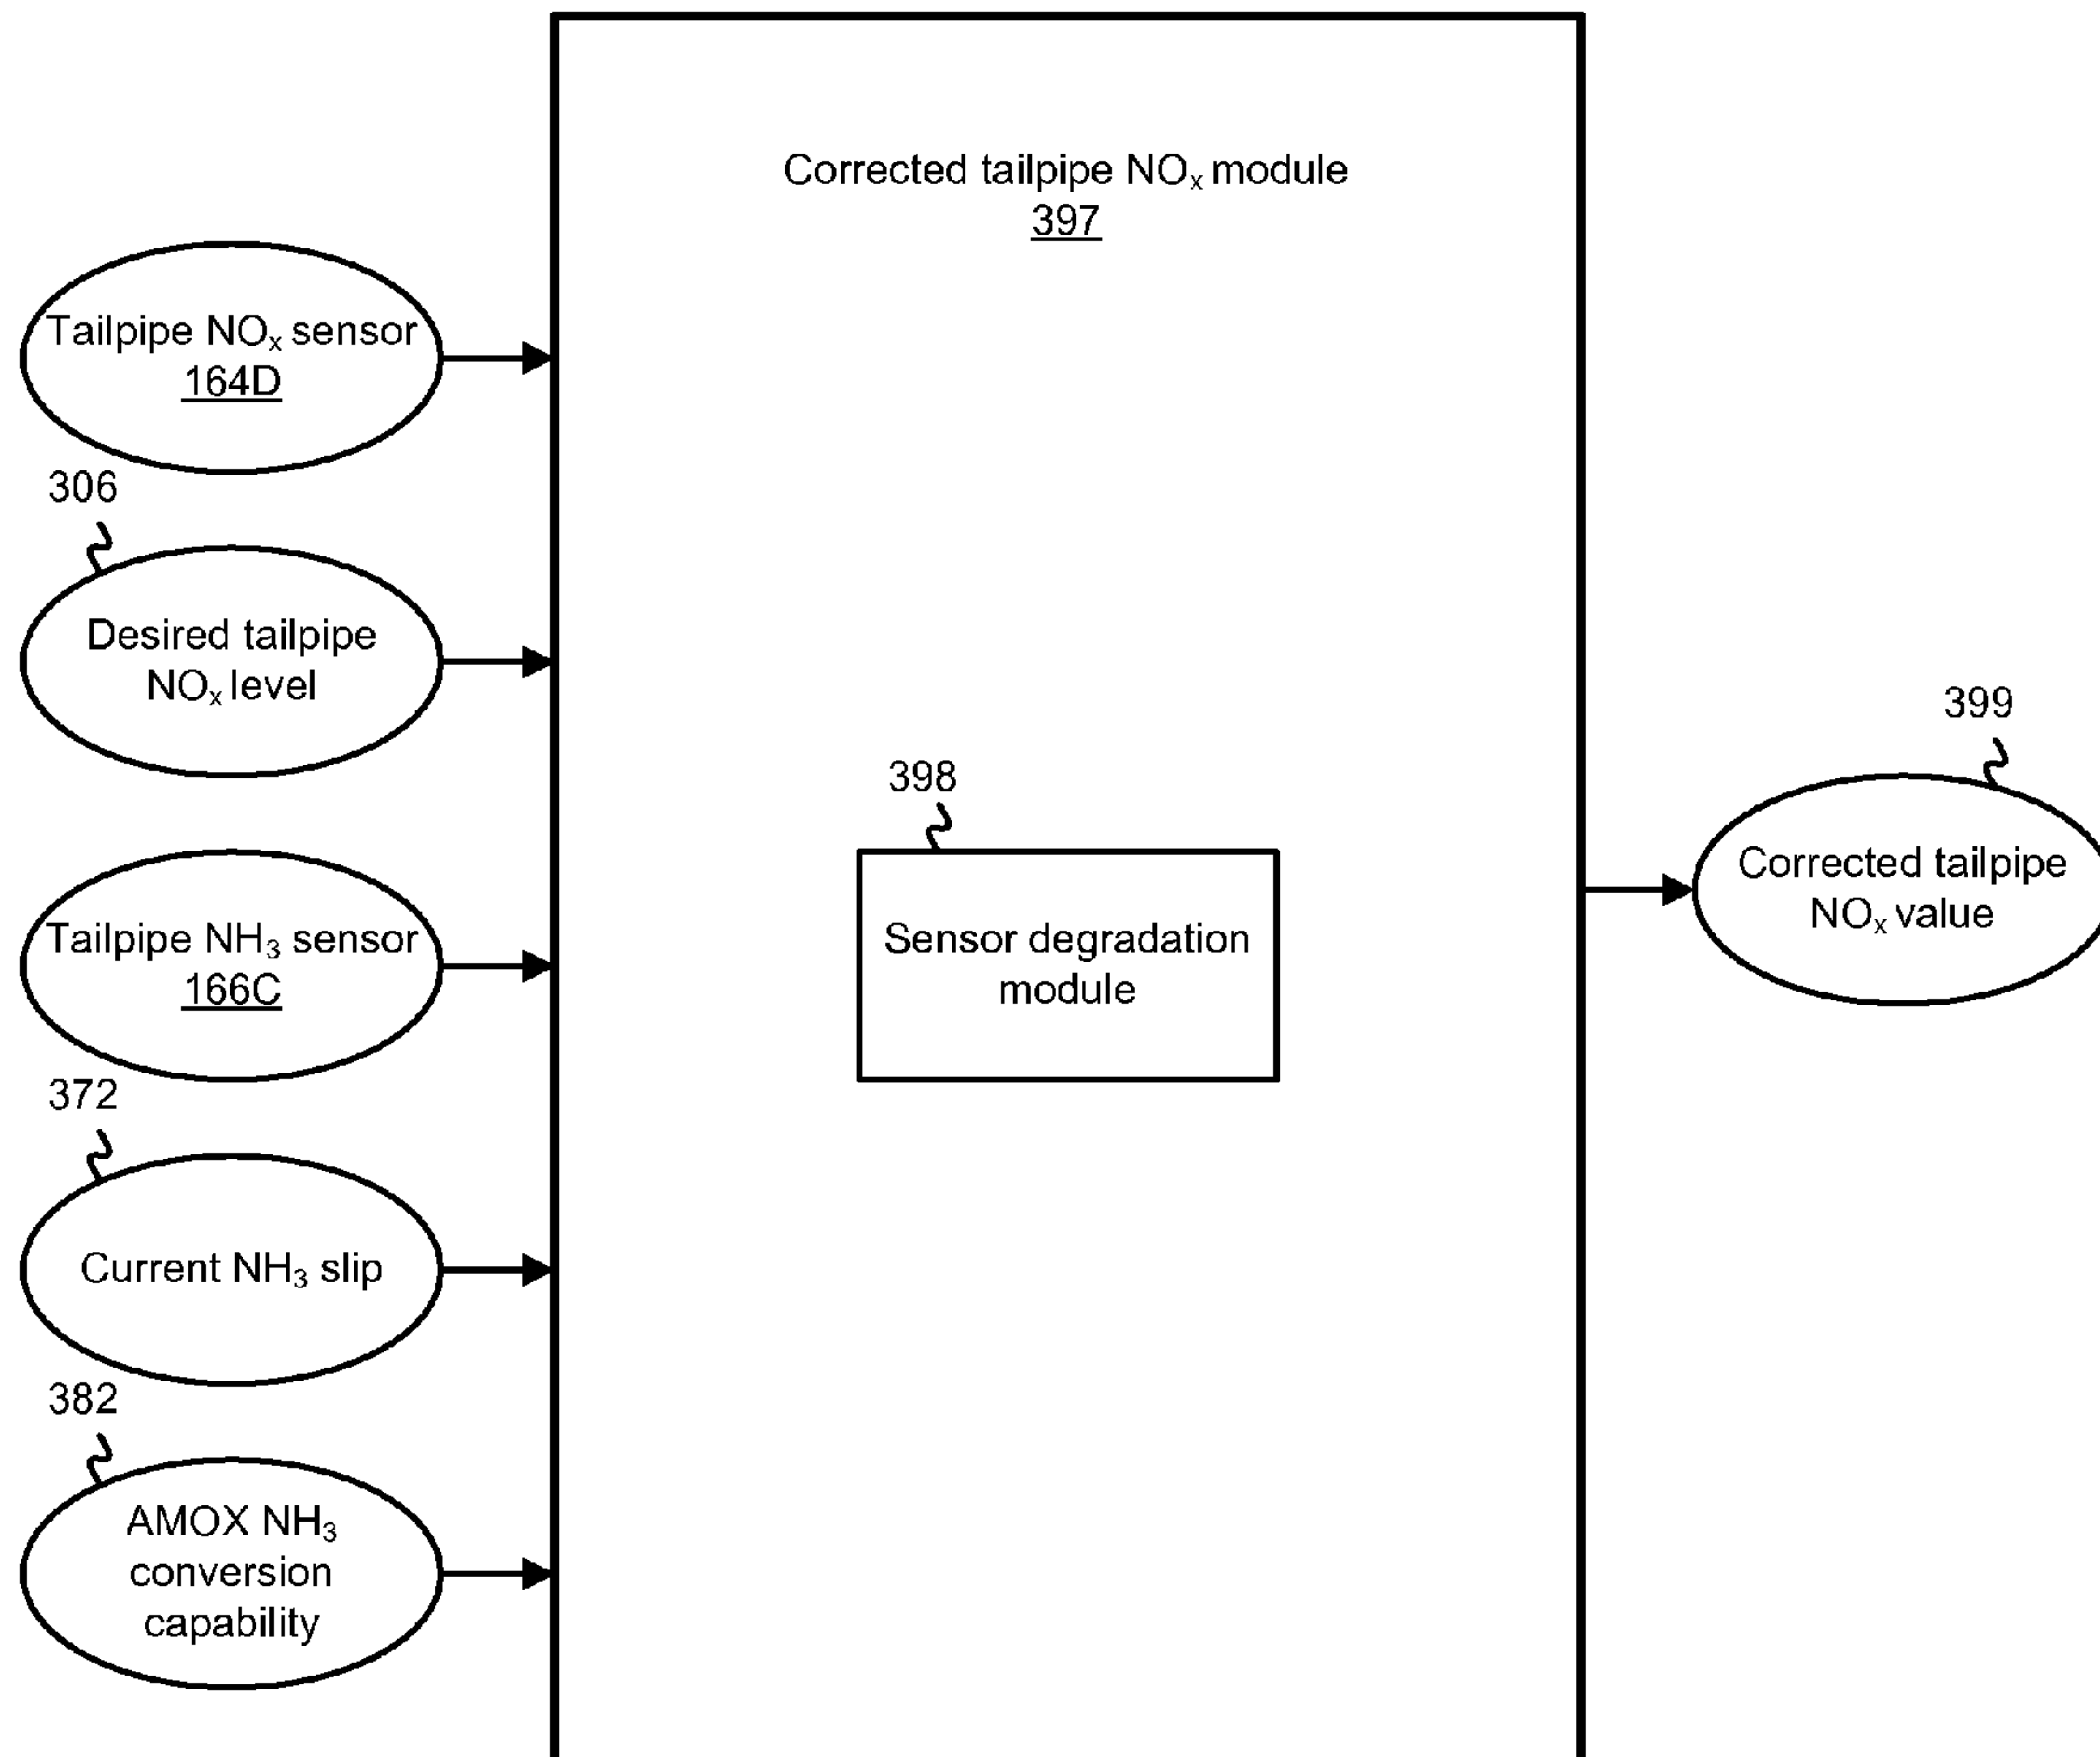 Corrected tailpipe NOx module
397
Tailpipe NOx sensor
164D
306
Desired tailpipe
NOx level
399
398
Corrected tailpipe
NOx value
Sensor degradation
module
Tailpipe NH3 sensor
166C
372
Current NH3 slip
382
AMOX NH3
conversion
capability